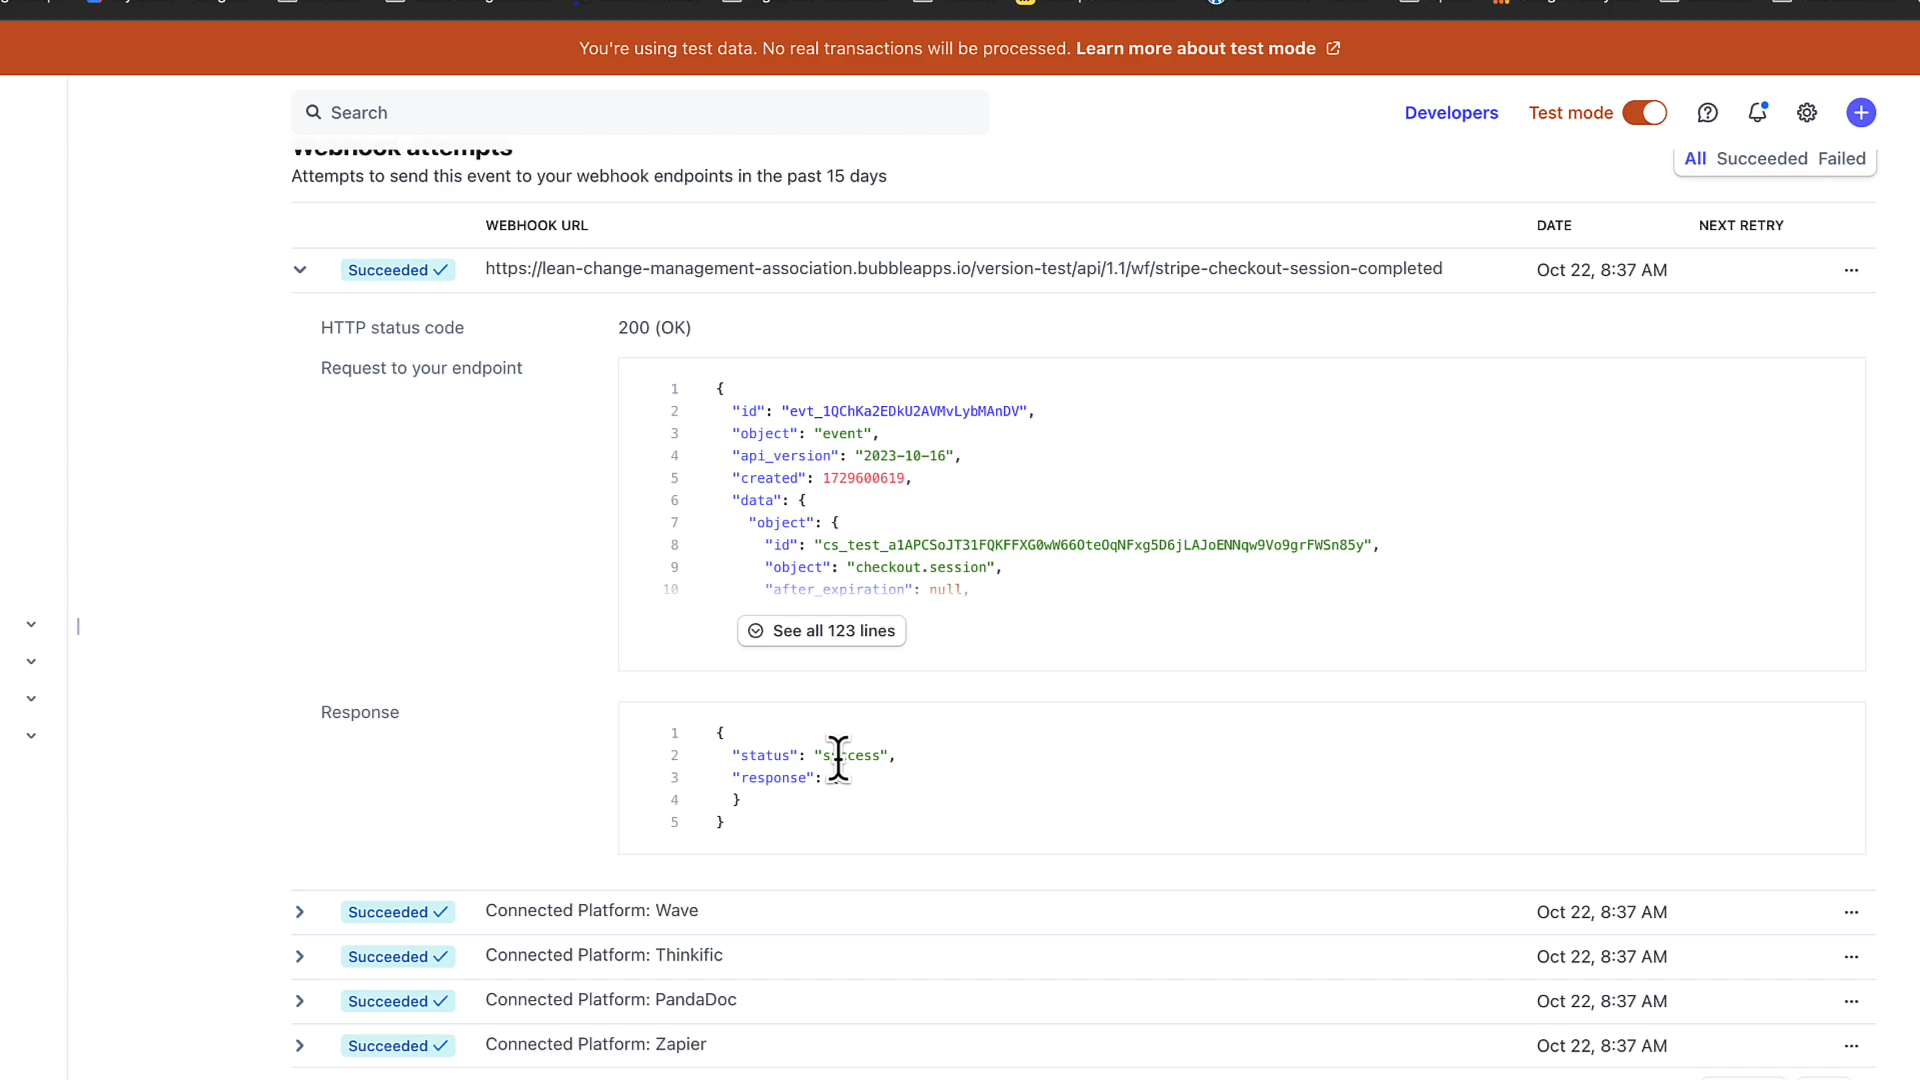 You're using test data. No real transactions will be processed. Learn more about test mode
Search
Developers
Test mode
Webhook attempts
All Succeeded Failed
Attempts to send this event to your webhook endpoints in the past 15 days
WEBHOOK URL DATE NEXT RETRY
Succeeded https://lean-change-management-association.bubbleapps.io/version-test/api/1.1/wf/stripe-checkout-session-completed Oct 22, 8:37 AM
HTTP status code 200 (OK)
Request to your endpoint
1 {
2 "id": "evt_1QChKa2EDkU2AVMvLybMAnDV",
3 "object": "event",
4 "api_version": "2023-10-16",
5 "created": 1729600619,
6 "data": {
7 "object": {
8 "id": "cs_test_a1APCSoJT31FQKFFXG0wW66OteOqNFxg5D6jLAJoENNqw9Vo9grFWSn85y",
9 "object": "checkout.session",
10 "after_expiration": null,
See all 123 lines
Response
1 {
2 "status": "success",
3 "response":
4 }
5 }
Succeeded Connected Platform: Wave Oct 22, 8:37 AM
Succeeded Connected Platform: Thinkific Oct 22, 8:37 AM
Succeeded Connected Platform: PandaDoc Oct 22, 8:37 AM
Succeeded Connected Platform: Zapier Oct 22, 8:37 AM